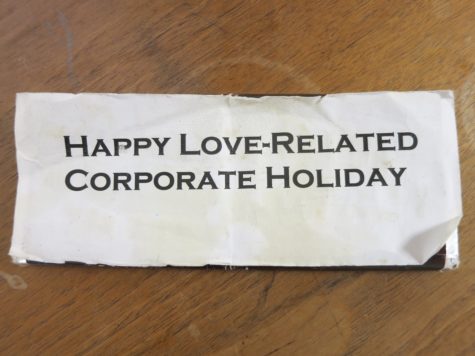 Happy Love-Related
Corporate Holiday